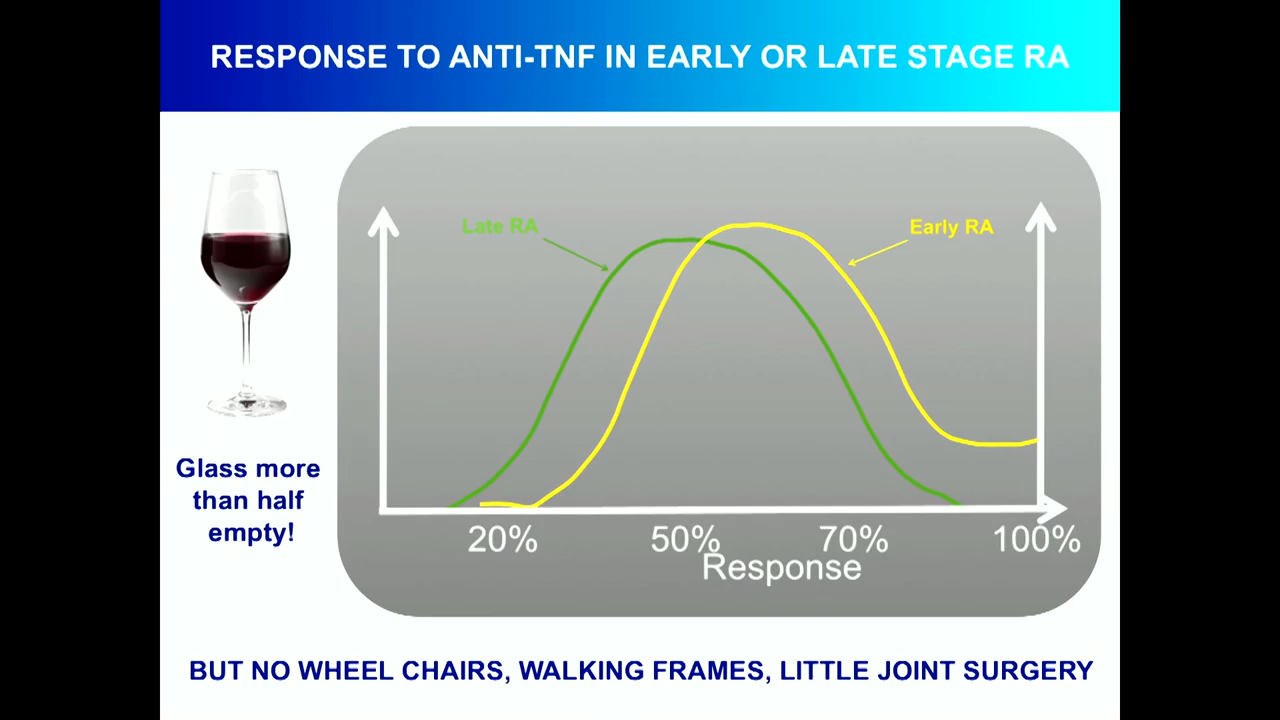 RESPONSE TO ANTI-TNF IN EARLY OR LATE STAGE RA
Late RA
Early RA
Glass more
than half
empty!
20%
50%
70%
100%
Response
BUT NO WHEEL CHAIRS, WALKING FRAMES, LITTLE JOINT SURGERY